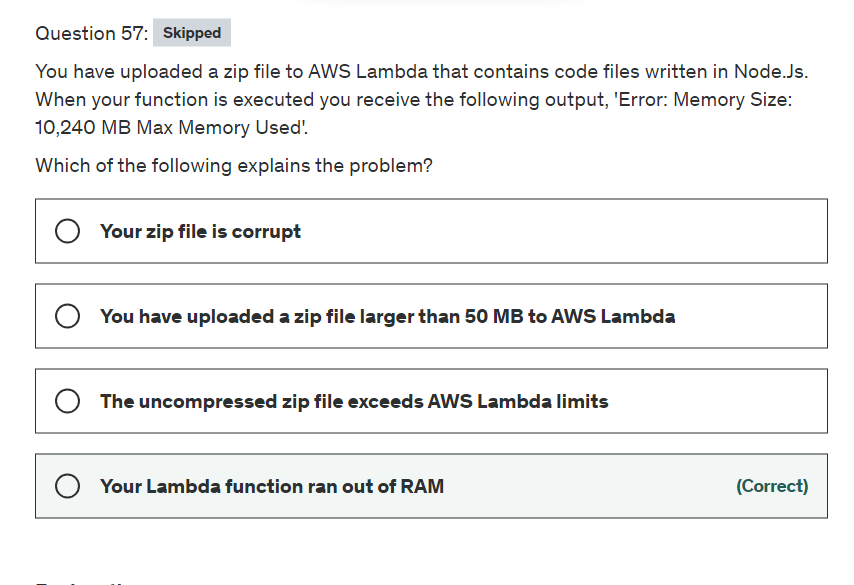 Question 57: Skipped
You have uploaded a zip file to AWS Lambda that contains code files written in Node.Js.
When your function is executed you receive the following output, 'Error: Memory Size:
10,240 MB Max Memory Used'.
Which of the following explains the problem?
Your zip file is corrupt
You have uploaded a zip file larger than 50 MB to AWS Lambda
The uncompressed zip file exceeds AWS Lambda limits
Your Lambda function ran out of RAM (Correct)